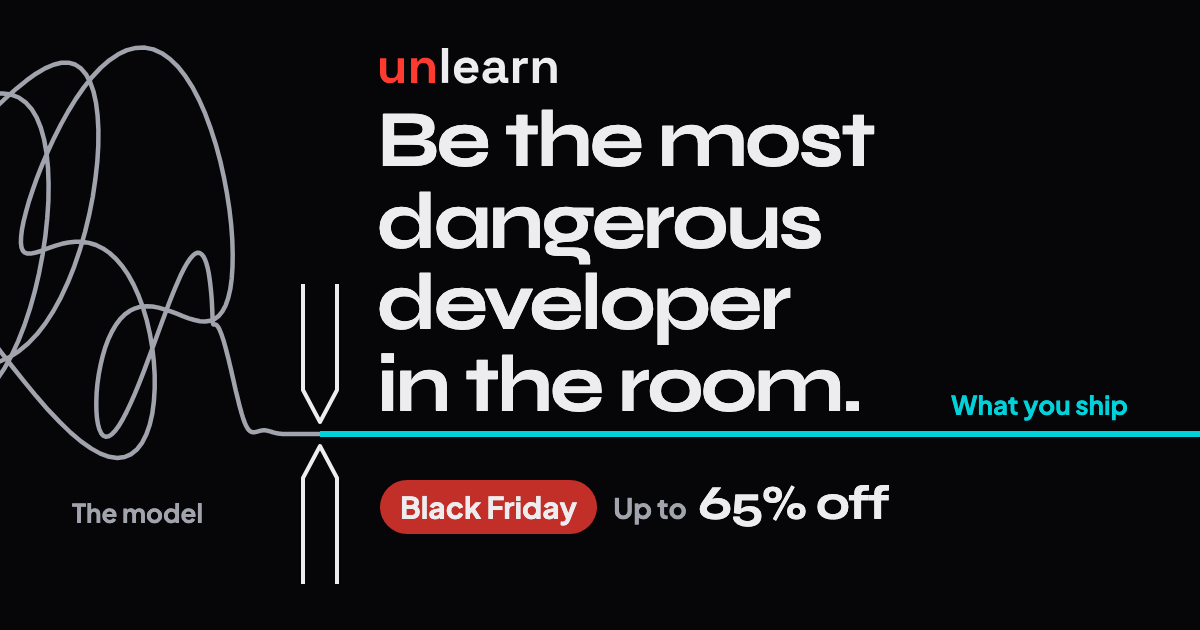 unlearn
Be the most
dangerous
developer
in the room.
What you ship
The model
Black Friday Up to 65% off